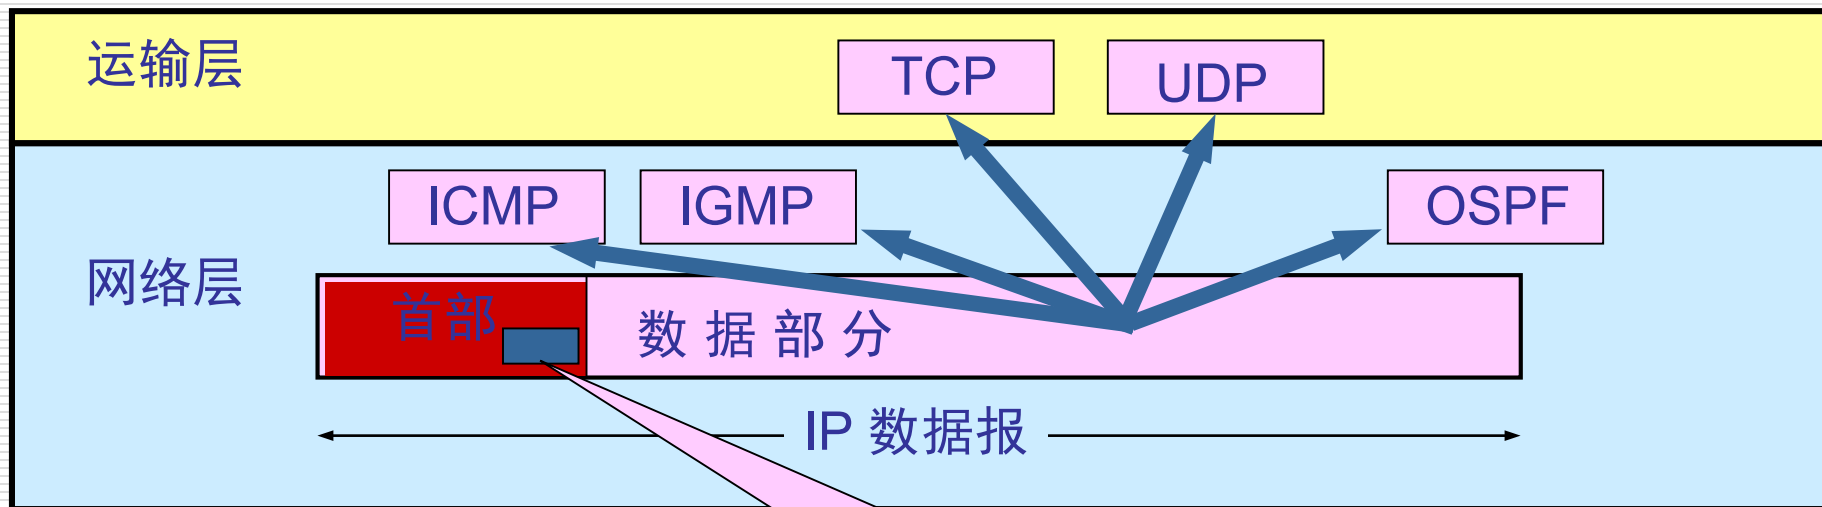 运输层
TCP
UDP
ICMP
IGMP
OSPF
网络层
首部
数据部分
IP 数据报